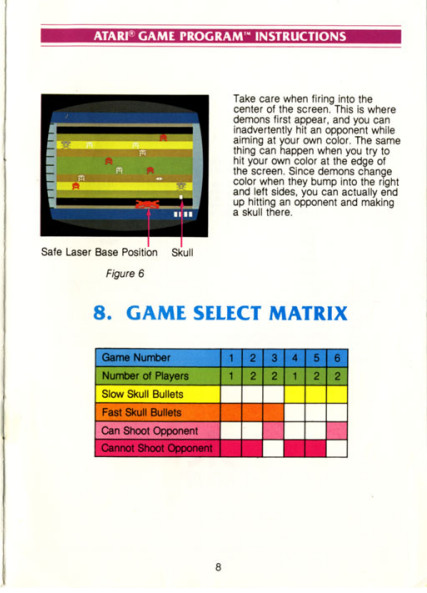 ATARI® GAME PROGRAM™ INSTRUCTIONS
Take care when firing into the
center of the screen. This is where
demons first appear, and you can
inadvertently hit an opponent while
aiming at your own color. The same
thing can happen when you try to
hit your own color at the edge of
the screen. Since demons change
color when they bump into the right
and left sides, you can actually end
up hitting an opponent and making
a skull there.
Safe Laser Base Position Skull
Figure 6
8. GAME SELECT MATRIX
Game Number 1 2 3 4 5 6
Number of Players 1 2 2 1 2 2
Slow Skull Bullets
Fast Skull Bullets
Can Shoot Opponent
Cannot Shoot Opponent
8